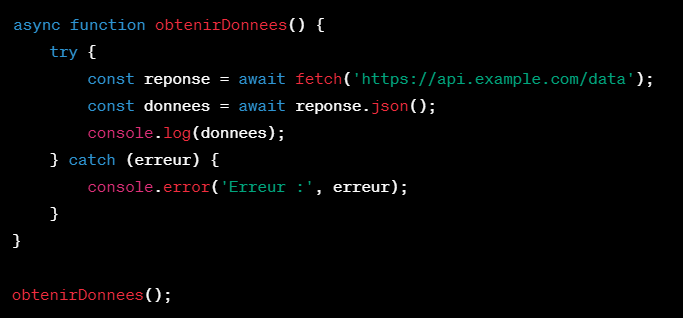 async function obtenirDonnees() {
    try {
        const reponse = await fetch('https://api.example.com/data');
        const donnees = await reponse.json();
        console.log(donnees);
    } catch (erreur) {
        console.error('Erreur :', erreur);
    }
}

obtenirDonnees();